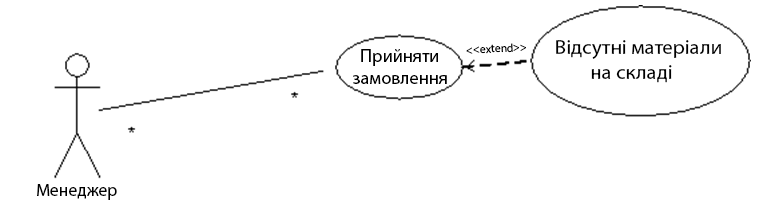 Прийняти
замовлення
<<extend>>
Відсутні матеріали
на складі
*
*
Менеджер